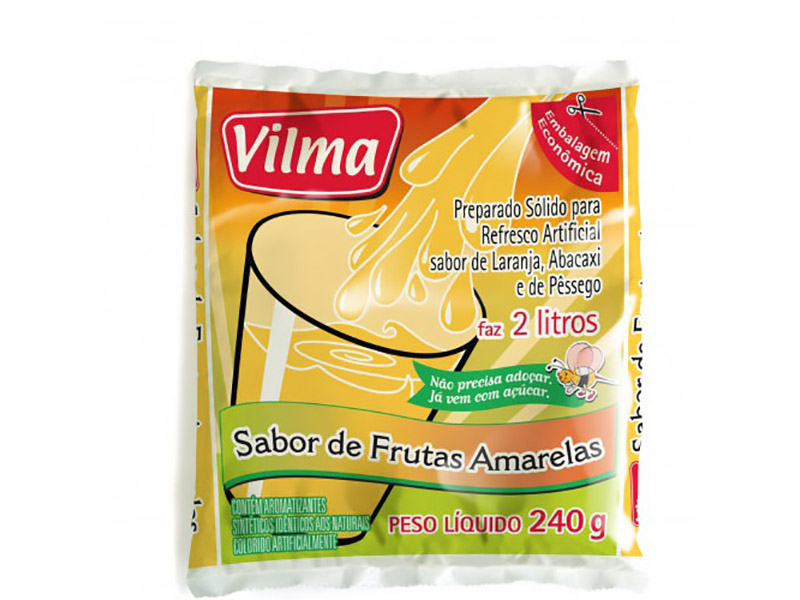 Vilma
Embalagem
Econômica
Preparado Sólido para
Refresco Artificial
sabor de Laranja, Abacaxi
e de Pêssego
faz 2 litros
Não precisa adoçar.
Já vem com açúcar.
Sabor de Frutas Amarelas
CONTÉM AROMATIZANTES
SINTÉTICOS IDÊNTICOS AOS NATURAIS
COLORIDO ARTIFICIALMENTE
PESO LÍQUIDO 240 g
Sabor de F